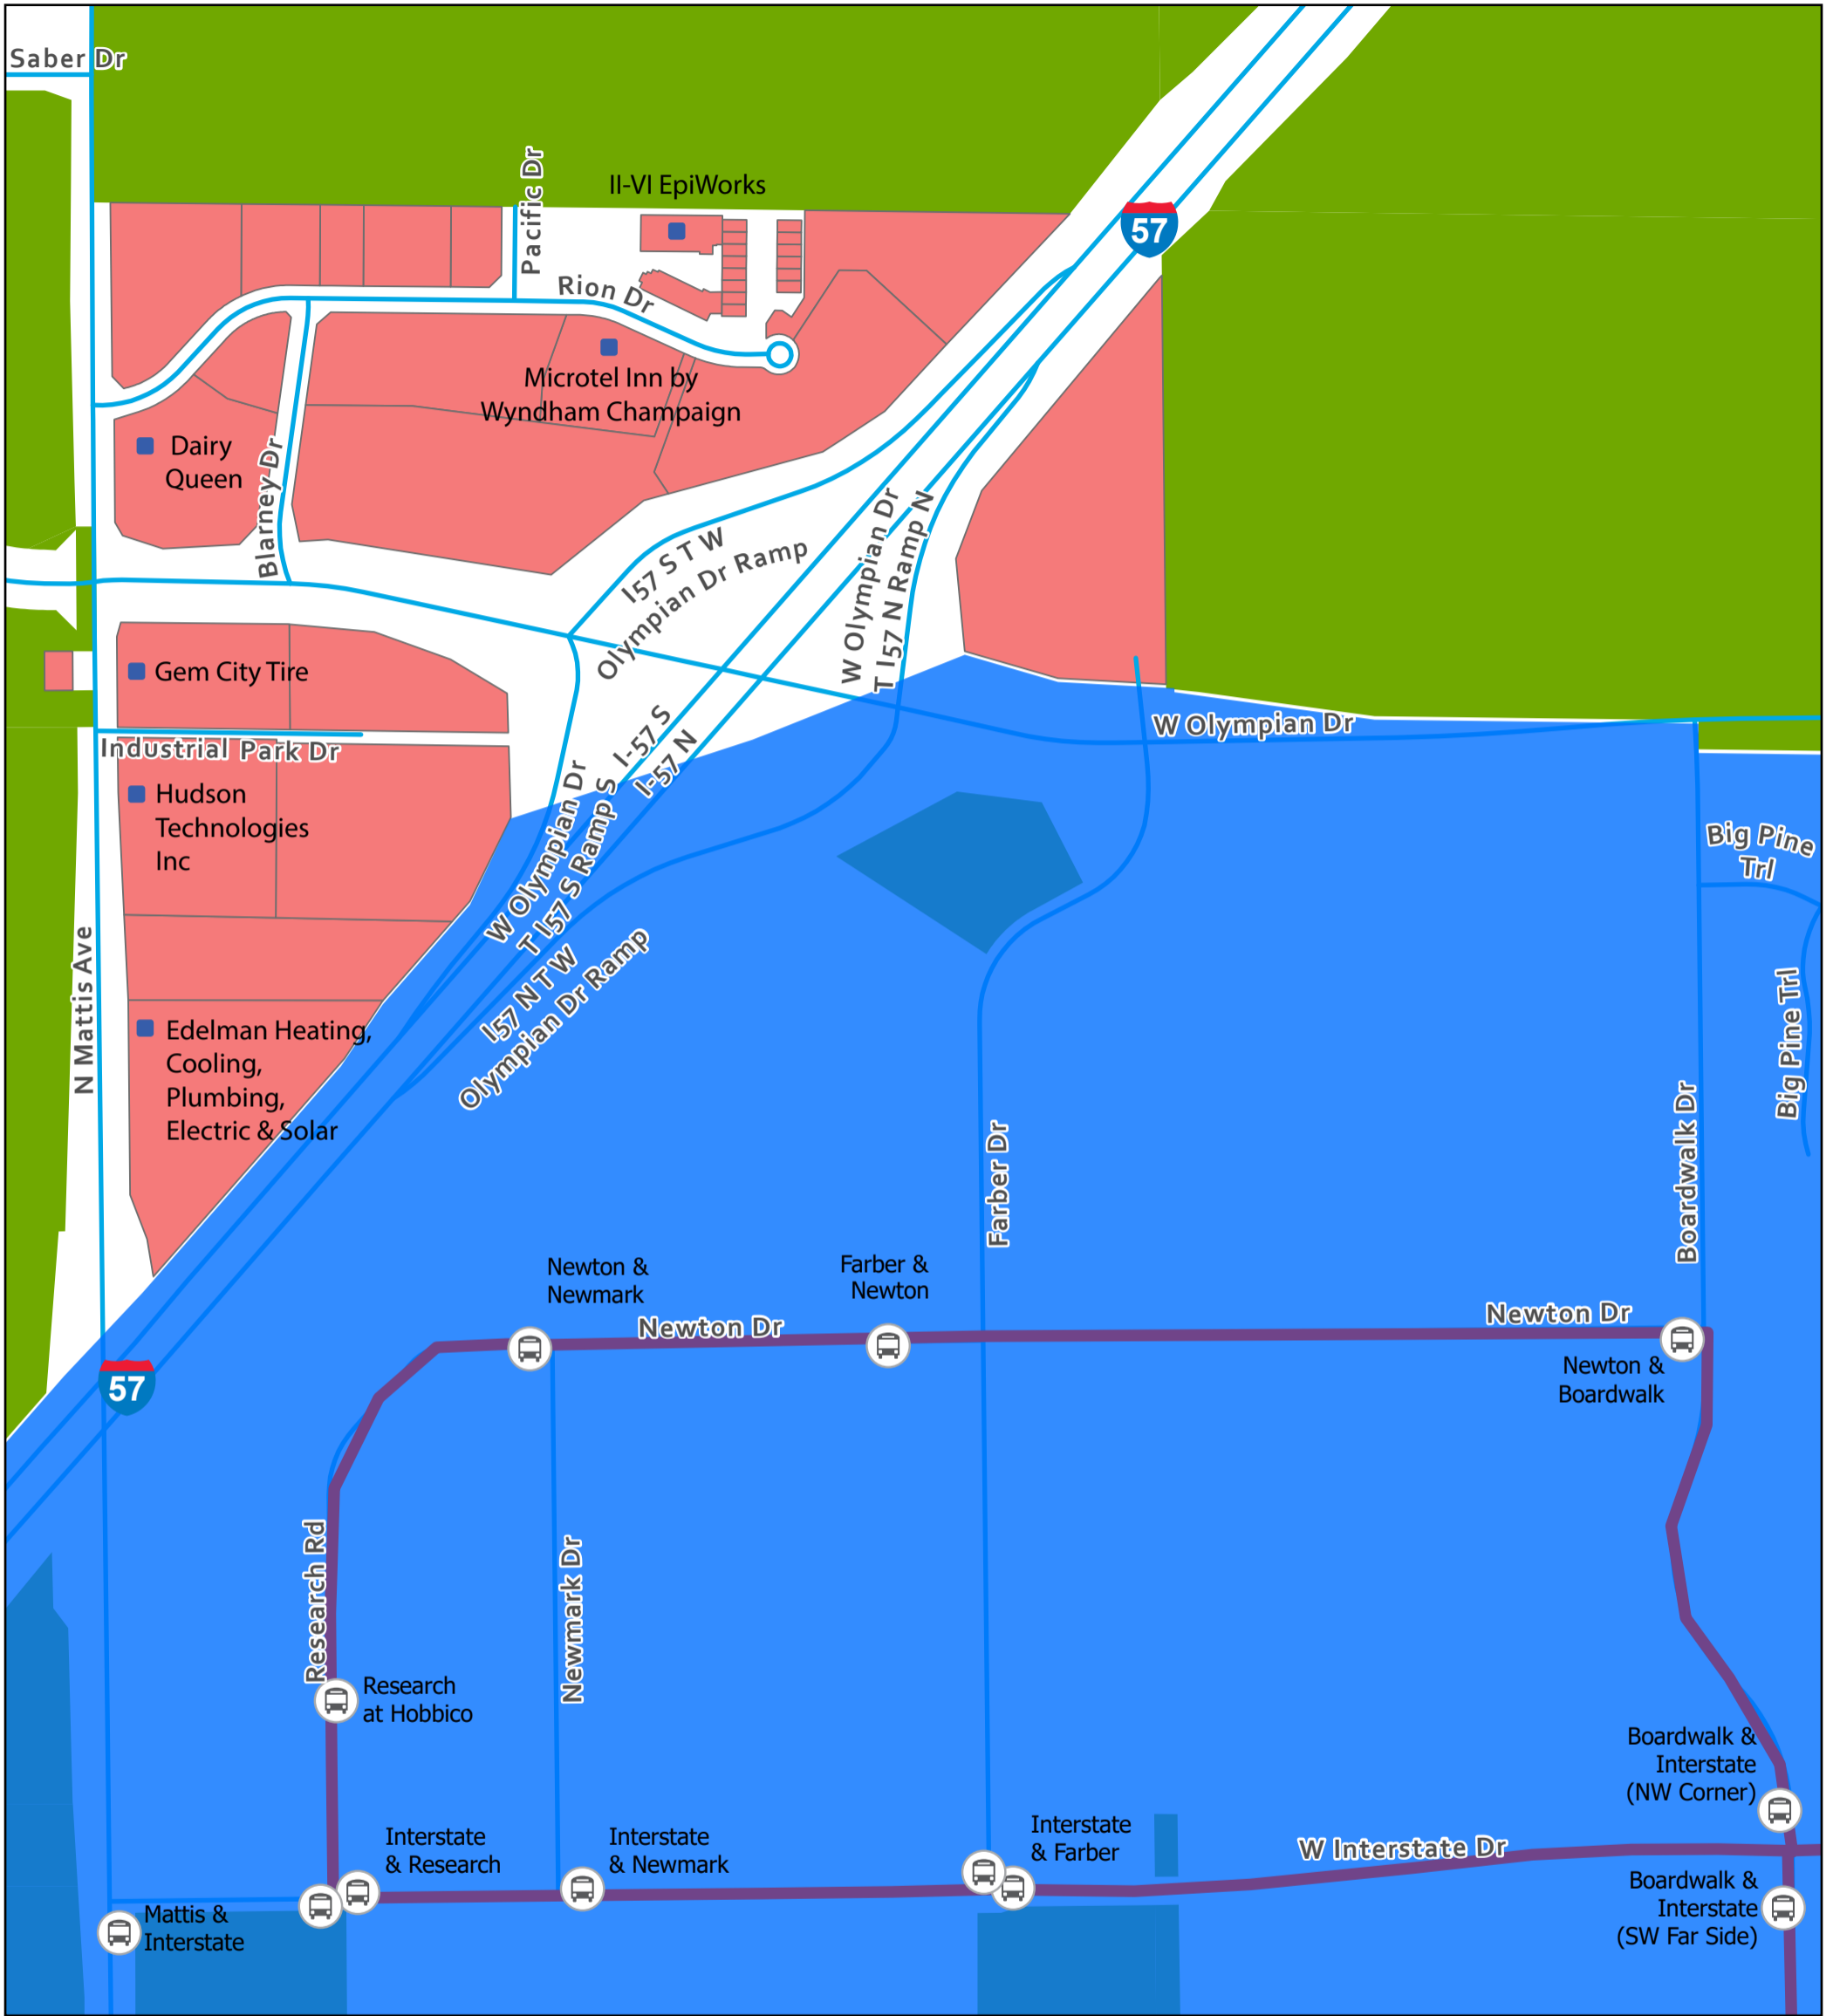 Saber Dr
Pacific Dr
II-VI EpiWorks
57
Rion Dr
Microtel Inn by
Wyndham Champaign
Dairy
Queen
Blarney Dr
I57 S T W
Olympian Dr Ramp
W Olympian Dr
T I57 N Ramp N
Gem City Tire
Industrial Park Dr
I-57 S
I-57 N
W Olympian Dr
Hudson
Technologies
Inc
W Olympian Dr
T I57 S Ramp S
Big Pine
Trl
N Mattis Ave
I57 N T W
Olympian Dr Ramp
Big Pine Trl
Edelman Heating,
Cooling,
Plumbing,
Electric & Solar
Farber Dr
Boardwalk Dr
Newton &
Newmark
Farber &
Newton
Newton Dr
Newton Dr
57
Newton &
Boardwalk
Research Rd
Newmark Dr
Research
at Hobbico
Boardwalk &
Interstate
(NW Corner)
Interstate
& Research
Interstate
& Newmark
Interstate
& Farber
W Interstate Dr
Mattis &
Interstate
Boardwalk &
Interstate
(SW Far Side)